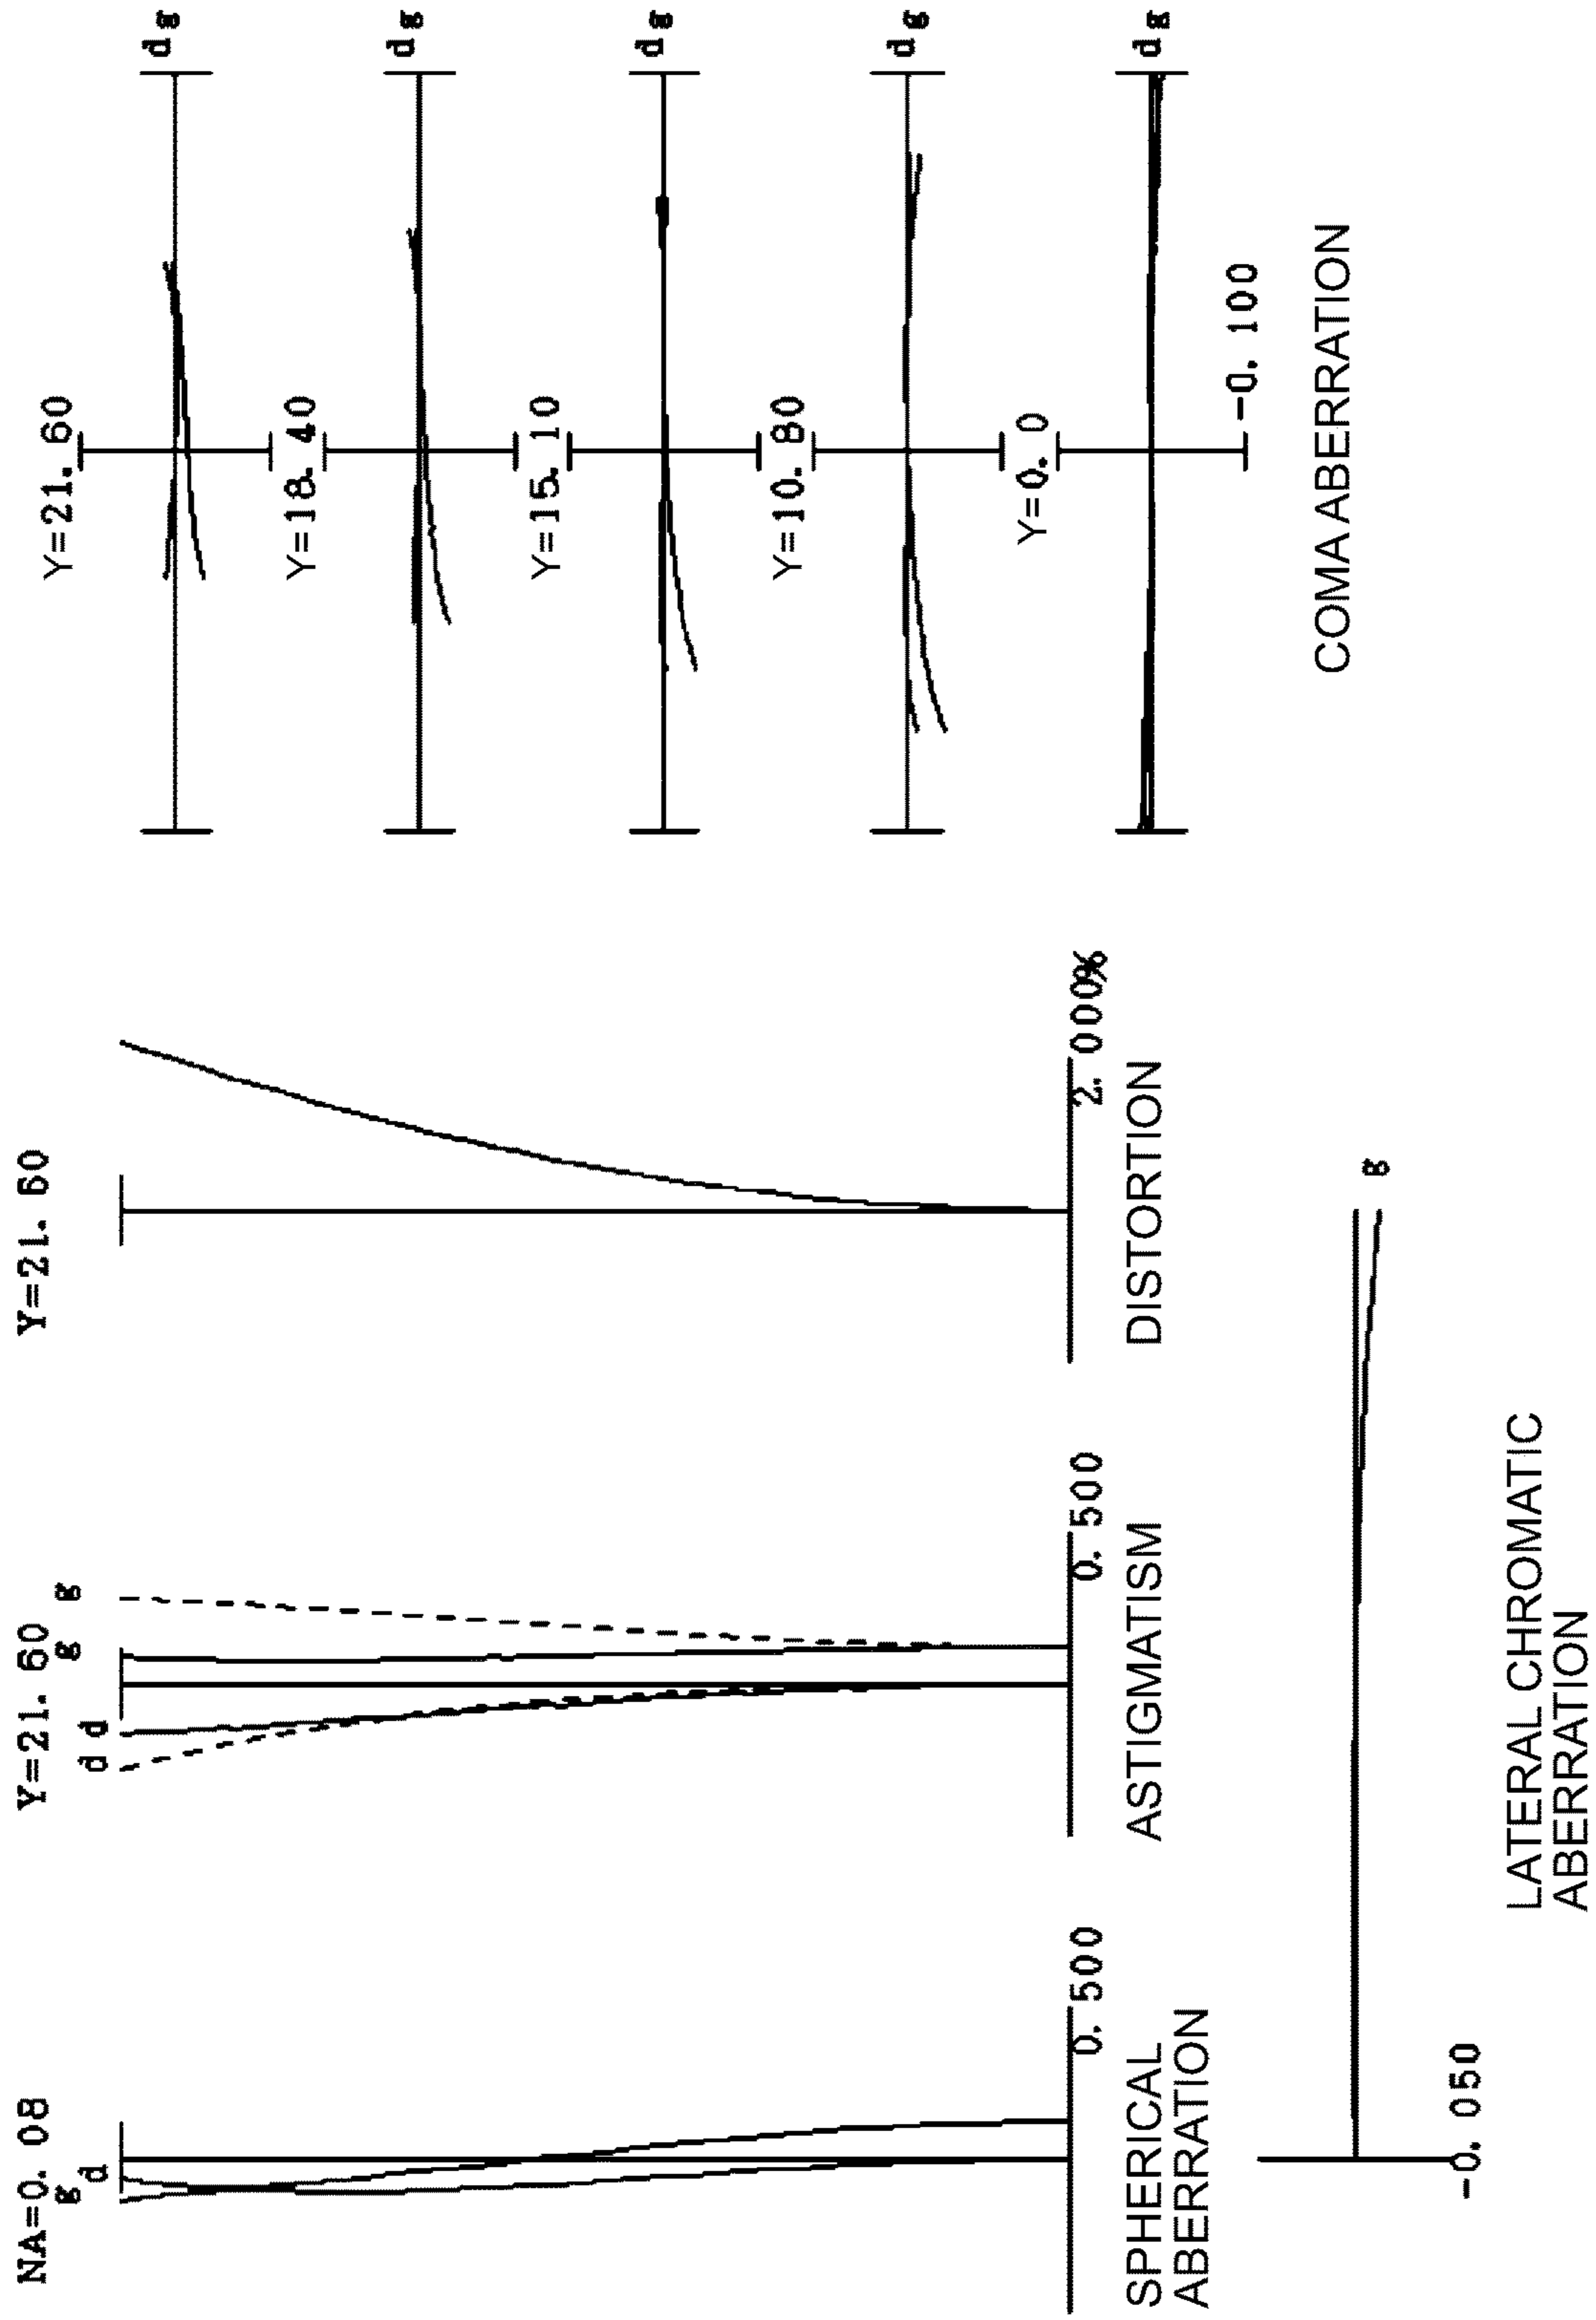 NA=0. 08
g d
0. 500
SPHERICAL
ABERRATION
Y=21. 60
d d g g
0. 500
ASTIGMATISM
Y=21. 60
2. 000%
DISTORTION
g
-0. 050
LATERAL CHROMATIC
ABERRATION
Y=21. 60
d g
Y=18. 40
d g
Y=15. 10
d g
Y=10. 80
d g
Y=0. 0
d g
-0. 100
COMA ABERRATION